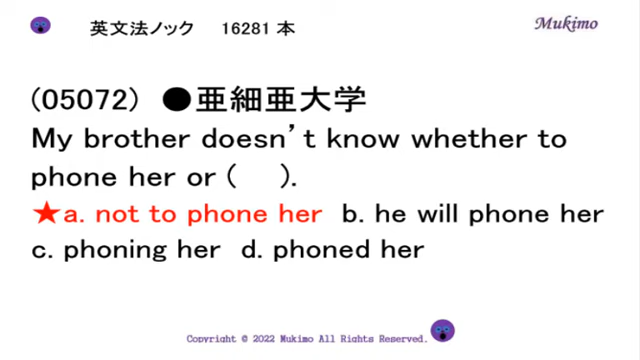 英文法ノック 16281 本
Mukimo
(05072) ●亜細亜大学
My brother doesn't know whether to
phone her or ( ).
★a. not to phone her b. he will phone her
c. phoning her d. phoned her
Copyright @ 2022 Mukimo All Rights Reserved.